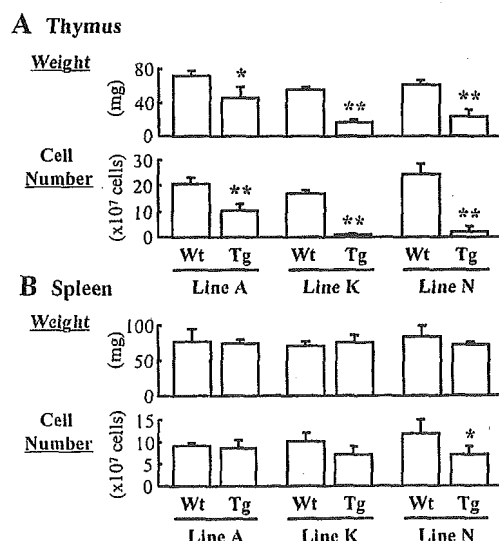 A Thymus
Weight
(mg)
80
40
0
*
**
**
Cell
Number
(x10⁷ cells)
30
20
10
0
**
**
**
Wt Tg Wt Tg Wt Tg
Line A Line K Line N
B Spleen
Weight
(mg)
100
50
0
Cell
Number
(x10⁷ cells)
15
10
5
0
*
Wt Tg Wt Tg Wt Tg
Line A Line K Line N